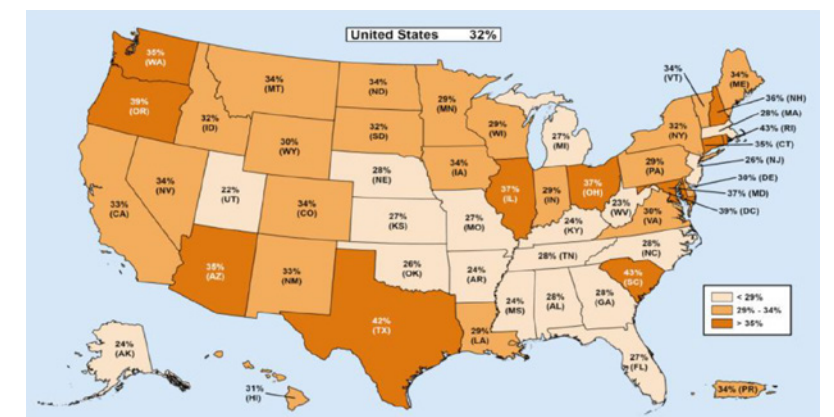 United States 32%
35%
(WA)
39%
(OR)
32%
(ID)
34%
(MT)
34%
(ND)
29%
(MN)
29%
(WI)
27%
(MI)
32%
(NY)
34%
(VT)
34%
(ME)
36% (NH)
28% (MA)
43% (RI)
35% (CT)
26% (NJ)
(DE)
37% (MD)
39% (DC)
33%
(CA)
34%
(NV)
22%
(UT)
30%
(WY)
32%
(SD)
28%
(NE)
34%
(IA)
37%
(IL)
29%
(IN)
37%
(OH)
29%
(PA)
23%
(WV)
(VA)
34%
(CO)
27%
(KS)
27%
(MO)
24%
(KY)
28%
(NC)
28% (TN)
35%
(AZ)
33%
(NM)
26%
(OK)
24%
(AR)
43%
(SC)
42%
(TX)
29%
(LA)
24%
(MS)
28%
(AL)
28%
(GA)
27%
(FL)
24%
(AK)
31%
(HI)
34% (PR)
< 29%
29% - 34%
> 35%